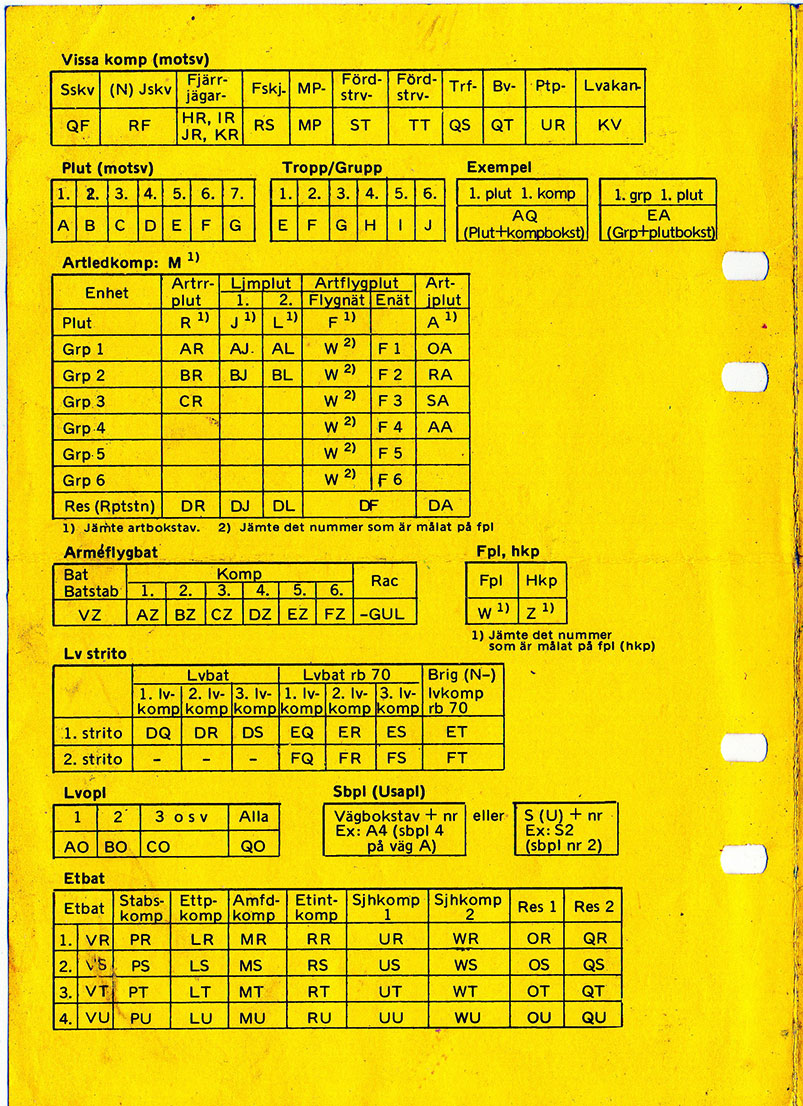 Vissa komp (motsv)
Sskv (N) Jskv Fjärr- jägar- Fskj- MP- Förd- strv- Förd- strv- Trf- Bv- Ptp- Lvakan-
QF RF HR, IR JR, KR RS MP ST TT QS QT UR KV
Plut (motsv) Tropp/Grupp Exempel
1. 2. 3. 4. 5. 6. 7. 1. 2. 3. 4. 5. 6. 1. plut 1. komp 1. grp 1. plut
A B C D E F G E F G H I J AQ (Plut+kompbokst) EA (Grp+plutbokst)
Artledkomp: M 1)
Enhet Artrr- plut Ljmplut Artflygplut Art- jplut
1. 2. Flygnät Enät
Plut R 1) J 1) L 1) F 1) A 1)
Grp 1 AR AJ AL W 2) F 1 OA
Grp 2 BR BJ BL W 2) F 2 RA
Grp 3 CR W 2) F 3 SA
Grp 4 W 2) F 4 AA
Grp 5 W 2) F 5
Grp 6 W 2) F 6
Res (Rptstn) DR DJ DL DF DA
1) Jämte artbokstav. 2) Jämte det nummer som är målat på fpl
Arméflygbat Fpl, hkp
Bat Batstab Komp Rac Fpl Hkp
1. 2. 3. 4. 5. 6.
VZ AZ BZ CZ DZ EZ FZ -GUL W 1) Z 1)
1) Jämte det nummer
som är målat på fpl (hkp)
Lv strito
Lvbat Lvbat rb 70 Brig (N-) lvkomp rb 70
1. lv- komp 2. lv- komp 3. lv- komp 1. lv- komp 2. lv- komp 3. lv- komp
1. strito DQ DR DS EQ ER ES ET
2. strito - - - FQ FR FS FT
Lvopl Sbpl (Usapl)
1 2 3 o s v Alla Vägbokstav + nr eller S (U) + nr
Ex: A4 (sbpl 4 Ex: S2
AO BO CO QO på väg A) (sbpl nr 2)
Etbat
Etbat Stabs- komp Ettp- komp Amfd- komp Etint- komp Sjhkomp 1 Sjhkomp 2 Res 1 Res 2
1. VR PR LR MR RR UR WR OR QR
2. VS PS LS MS RS US WS OS QS
3. VT PT LT MT RT UT WT OT QT
4. VU PU LU MU RU UU WU OU QU